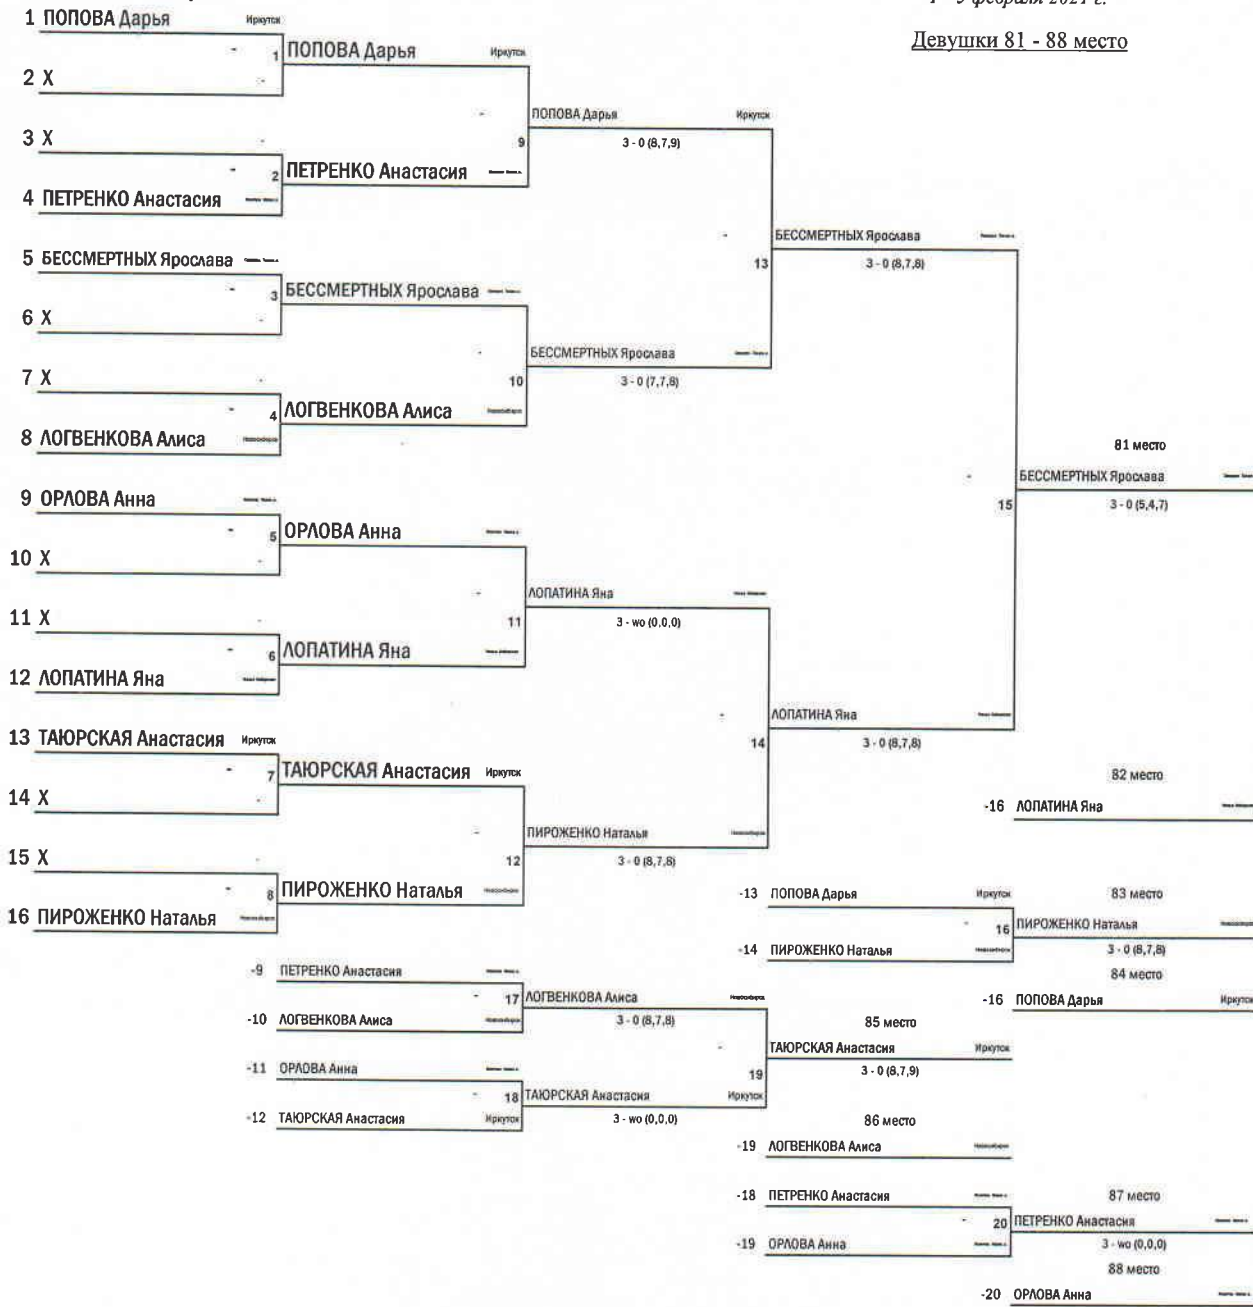 февраля 2021 г.
Девушки 81 - 88 место
1 ПОПОВА Дарья Иркутск
1 ПОПОВА Дарья Иркутск
2 X
ПОПОВА Дарья Иркутск
9 3 - 0 (8,7,9)
3 X
2 ПЕТРЕНКО Анастасия
4 ПЕТРЕНКО Анастасия
БЕССМЕРТНЫХ Ярослава
13 3 - 0 (8,7,8)
5 БЕССМЕРТНЫХ Ярослава
3 БЕССМЕРТНЫХ Ярослава
6 X
БЕССМЕРТНЫХ Ярослава
10 3 - 0 (7,7,8)
7 X
4 ЛОГВЕНКОВА Алиса
8 ЛОГВЕНКОВА Алиса Новосибирск
81 место
БЕССМЕРТНЫХ Ярослава
15 3 - 0 (5,4,7)
9 ОРЛОВА Анна
5 ОРЛОВА Анна
10 X
ЛОПАТИНА Яна
11 3 - wo (0,0,0)
11 X
6 ЛОПАТИНА Яна
12 ЛОПАТИНА Яна
ЛОПАТИНА Яна
14 3 - 0 (8,7,8)
13 ТАЮРСКАЯ Анастасия Иркутск
7 ТАЮРСКАЯ Анастасия Иркутск
14 X
82 место
-16 ЛОПАТИНА Яна
ПИРОЖЕНКО Наталья Новосибирск
12 3 - 0 (8,7,8)
15 X
8 ПИРОЖЕНКО Наталья Новосибирск
16 ПИРОЖЕНКО Наталья Новосибирск
-13 ПОПОВА Дарья Иркутск
83 место
16 ПИРОЖЕНКО Наталья Новосибирск
-14 ПИРОЖЕНКО Наталья Новосибирск
3 - 0 (8,7,8)
84 место
-16 ПОПОВА Дарья Иркутск
-9 ПЕТРЕНКО Анастасия
17 ЛОГВЕНКОВА Алиса Новосибирск
-10 ЛОГВЕНКОВА Алиса Новосибирск
3 - 0 (8,7,8)
85 место
ТАЮРСКАЯ Анастасия Иркутск
19 3 - 0 (8,7,9)
-11 ОРЛОВА Анна
18 ТАЮРСКАЯ Анастасия Иркутск
-12 ТАЮРСКАЯ Анастасия Иркутск
3 - wo (0,0,0)
86 место
-19 ЛОГВЕНКОВА Алиса Новосибирск
-18 ПЕТРЕНКО Анастасия
87 место
20 ПЕТРЕНКО Анастасия
-19 ОРЛОВА Анна
3 - wo (0,0,0)
88 место
-20 ОРЛОВА Анна